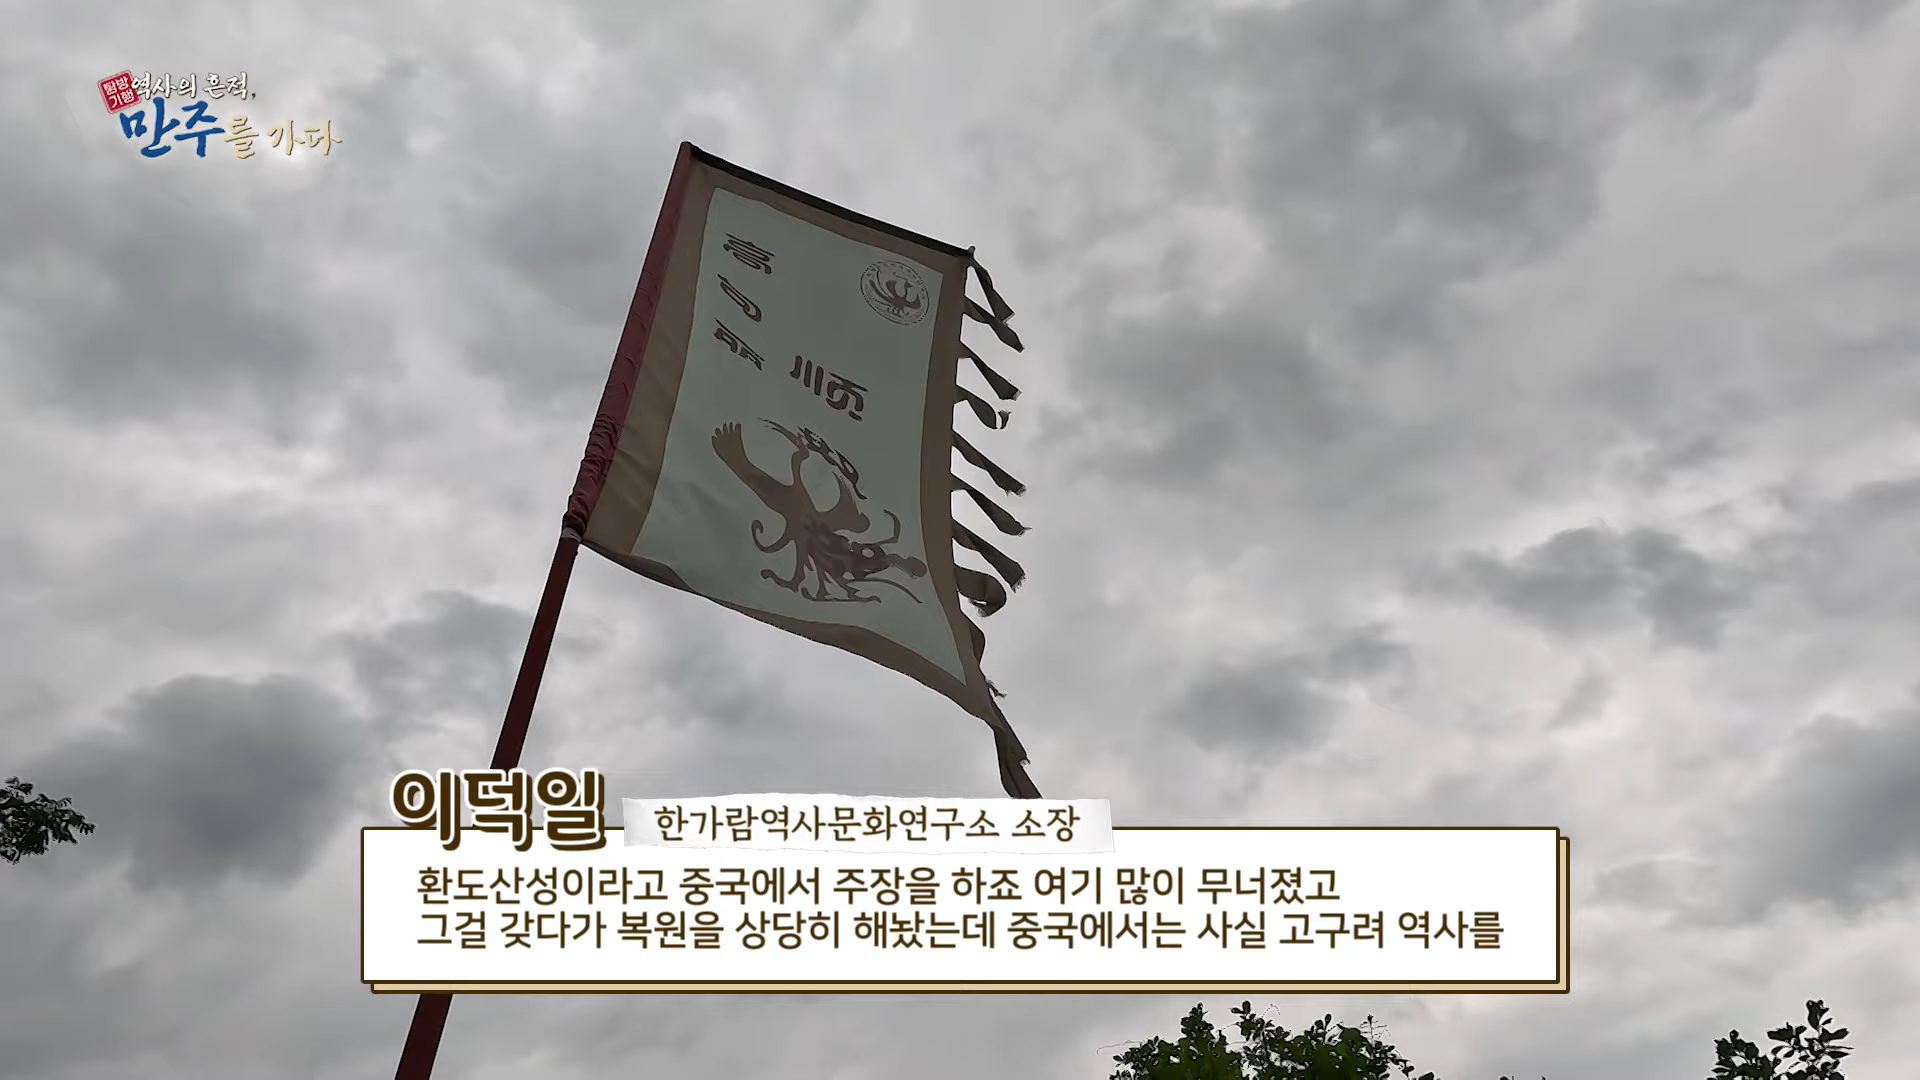 탐방
기행
역사의 흔적,
만주를 가다
高
句
麗
이덕일
한가람역사문화연구소 소장
환도산성이라고 중국에서 주장을 하죠 여기 많이 무너졌고
그걸 갖다가 복원을 상당히 해놨는데 중국에서는 사실 고구려 역사를